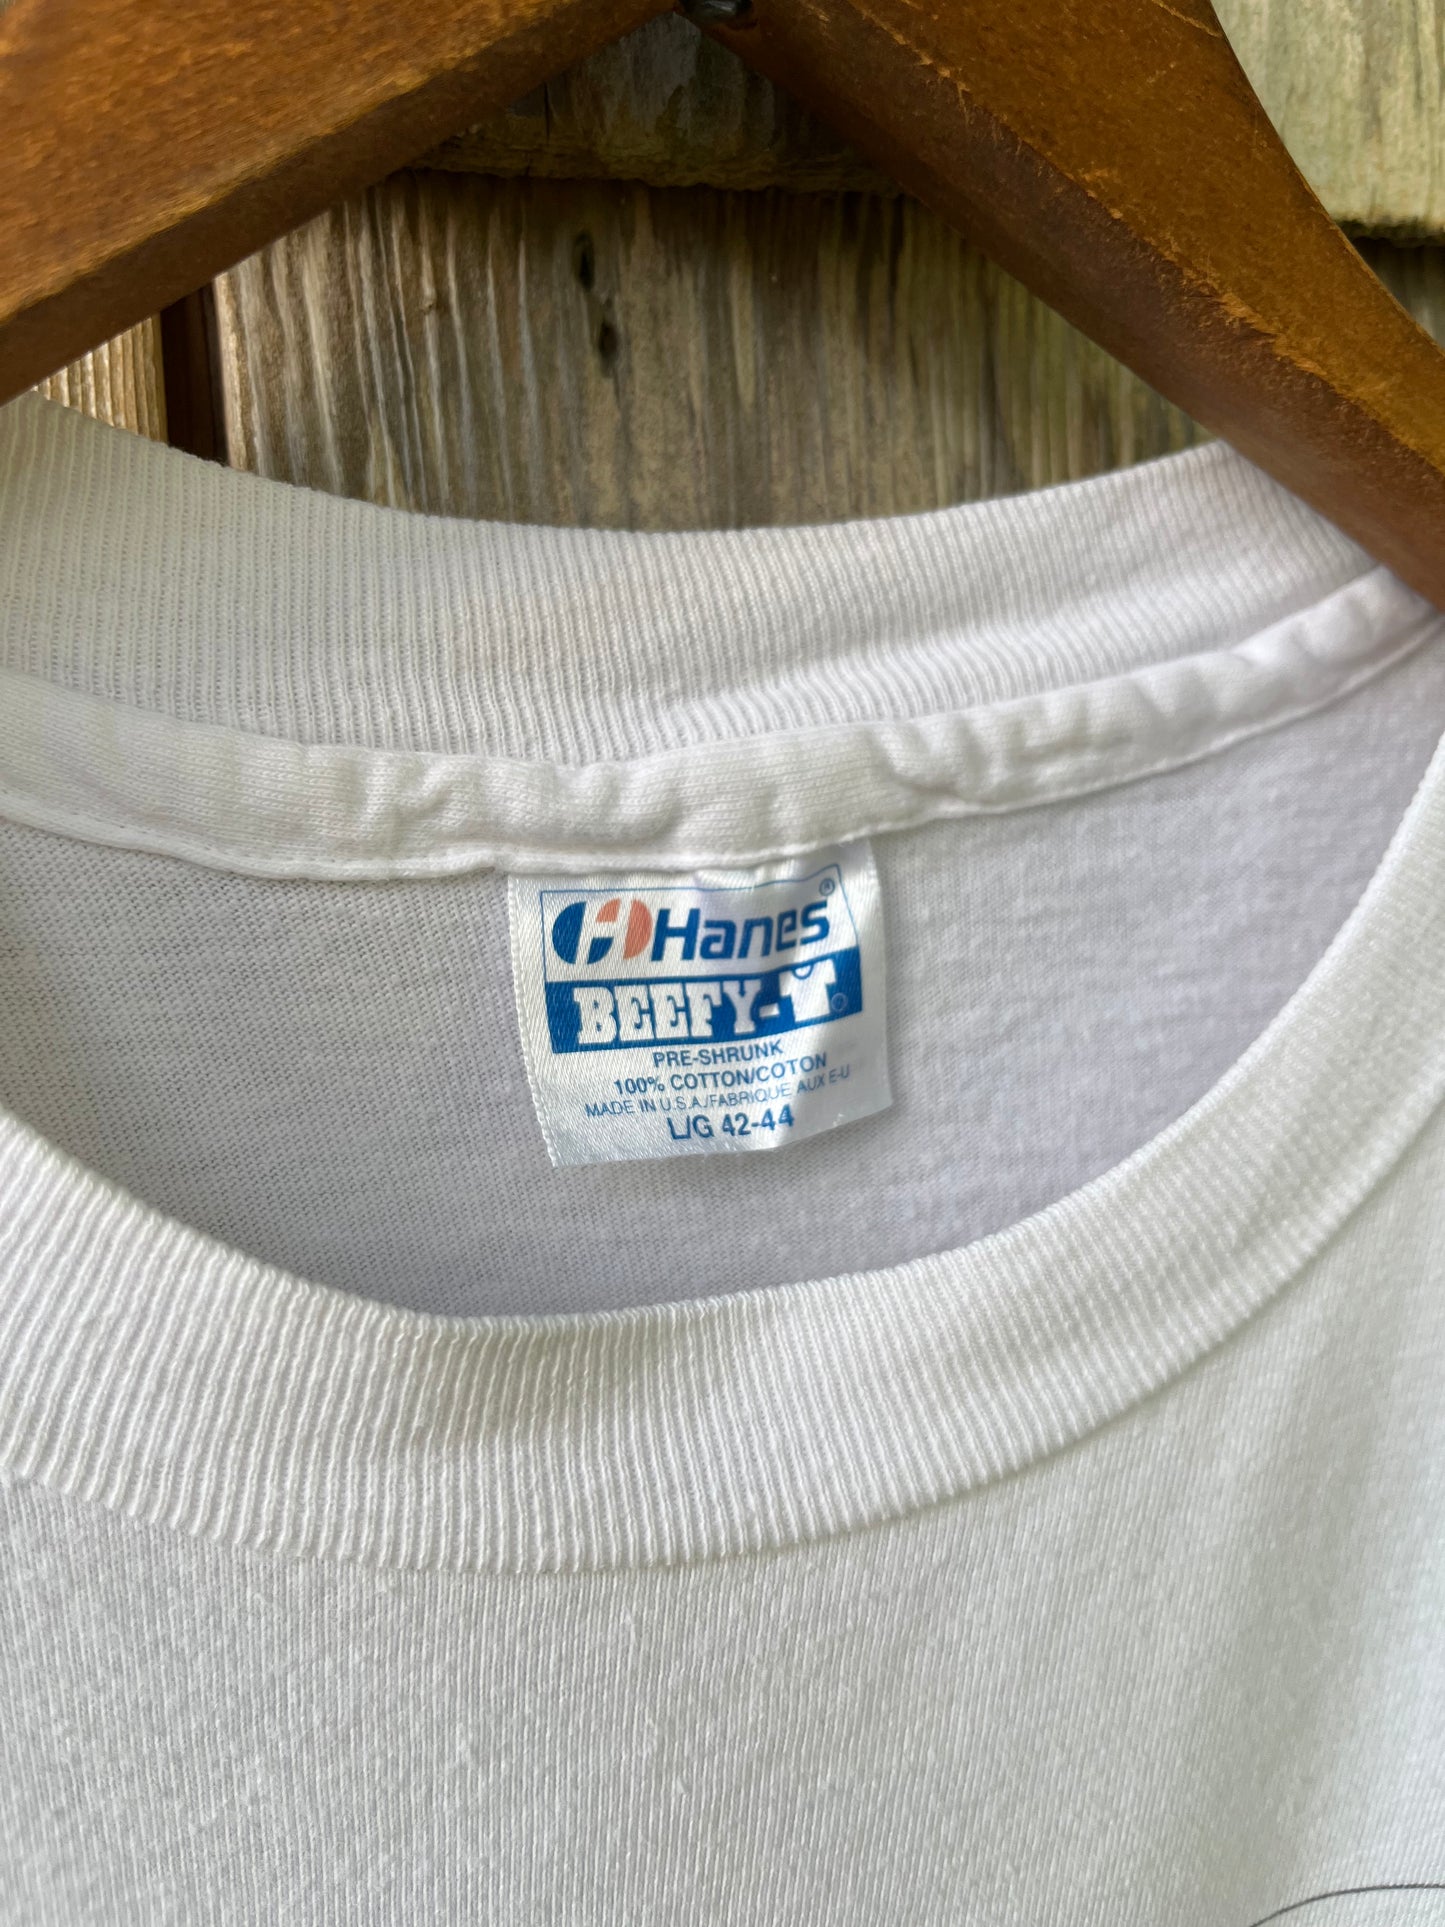 Hanes®
BEEFY-T®
PRE-SHRUNK
100% COTTON/COTON
MADE IN U.S.A./FABRIQUE AUX E-U
L/G 42-44